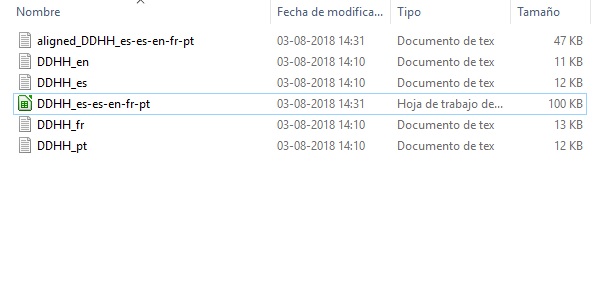 Nombre Fecha de modifica... Tipo Tamaño
aligned_DDHH_es-es-en-fr-pt 03-08-2018 14:31 Documento de tex 47 KB
DDHH_en 03-08-2018 14:10 Documento de tex 11 KB
DDHH_es 03-08-2018 14:10 Documento de tex 12 KB
DDHH_es-es-en-fr-pt 03-08-2018 14:31 Hoja de trabajo de... 100 KB
DDHH_fr 03-08-2018 14:10 Documento de tex 13 KB
DDHH_pt 03-08-2018 14:10 Documento de tex 12 KB